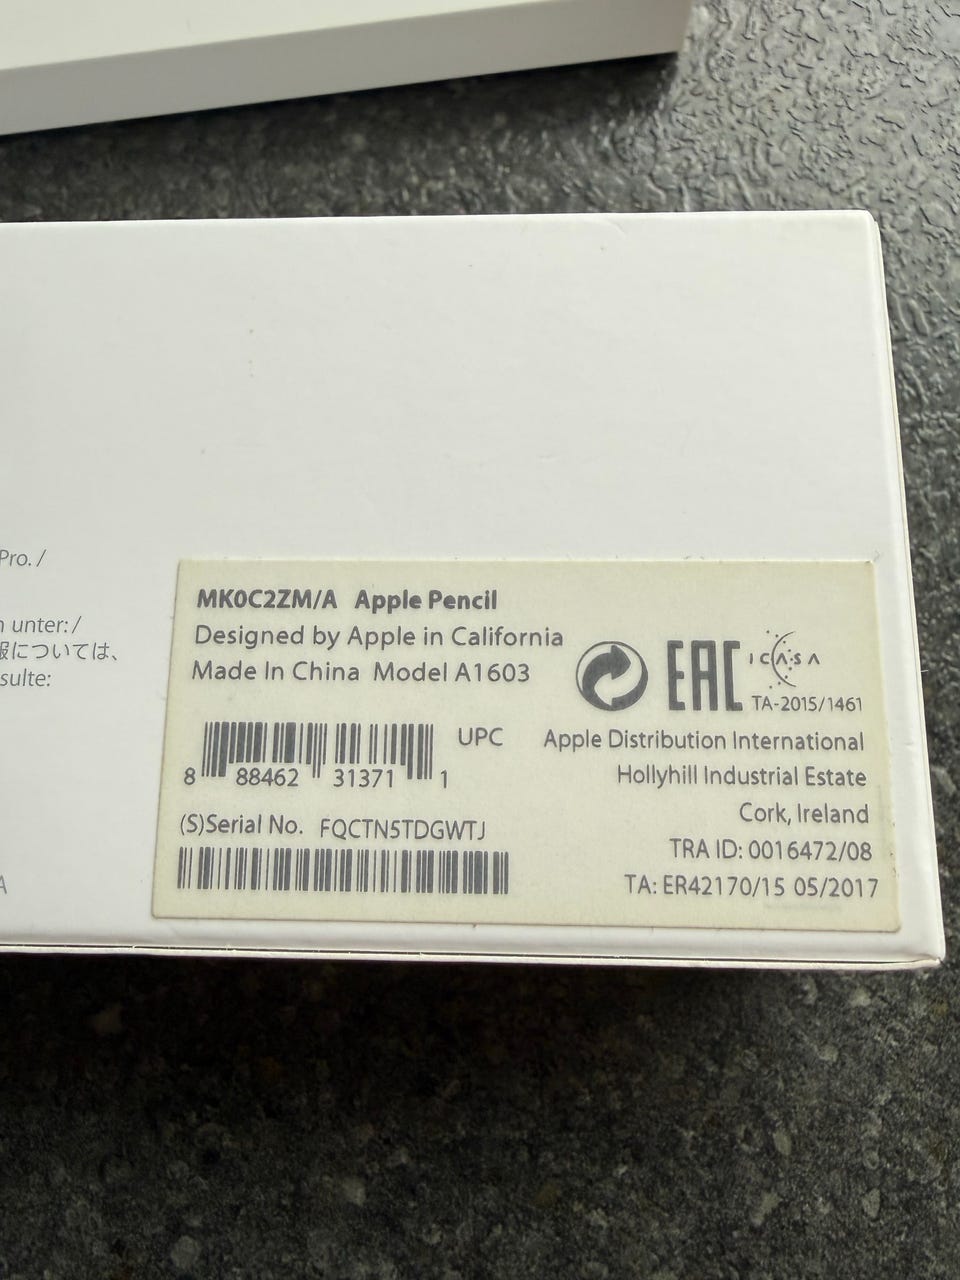 Pro. /
unter: /
については、
sulte:
A
MK0C2ZM/A Apple Pencil
Designed by Apple in California
Made In China Model A1603
EAC
ICASA
TA-2015/1461
UPC
8 88462 31371 1
(S)Serial No. FQCTN5TDGWTJ
Apple Distribution International
Hollyhill Industrial Estate
Cork, Ireland
TRA ID: 0016472/08
TA: ER42170/15 05/2017